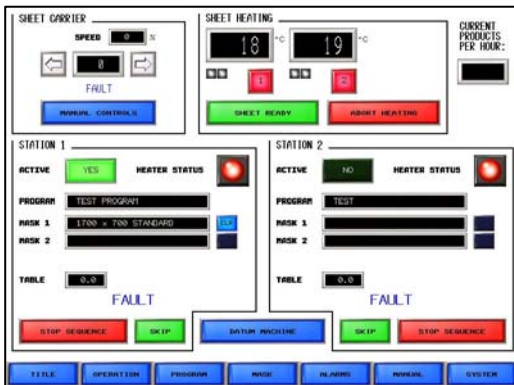 SHEET CARRIER
SPEED 0 %
0
FAULT
MANUAL CONTROLS
SHEET HEATING
18 °C 19 °C
1 2
SHEET READY ABORT HEATING
CURRENT
PRODUCTS
PER HOUR:
STATION 1
ACTIVE YES HEATER STATUS
PROGRAM TEST PROGRAM
MASK 1 1700 x 700 STANDARD CLR
MASK 2
TABLE 0.0
FAULT
STOP SEQUENCE SKIP
DATUM MACHINE
STATION 2
ACTIVE NO HEATER STATUS
PROGRAM TEST
MASK 1
MASK 2
TABLE 0.0
FAULT
SKIP STOP SEQUENCE
TITLE OPERATION PROGRAM MASK ALARMS MANUAL SYSTEM